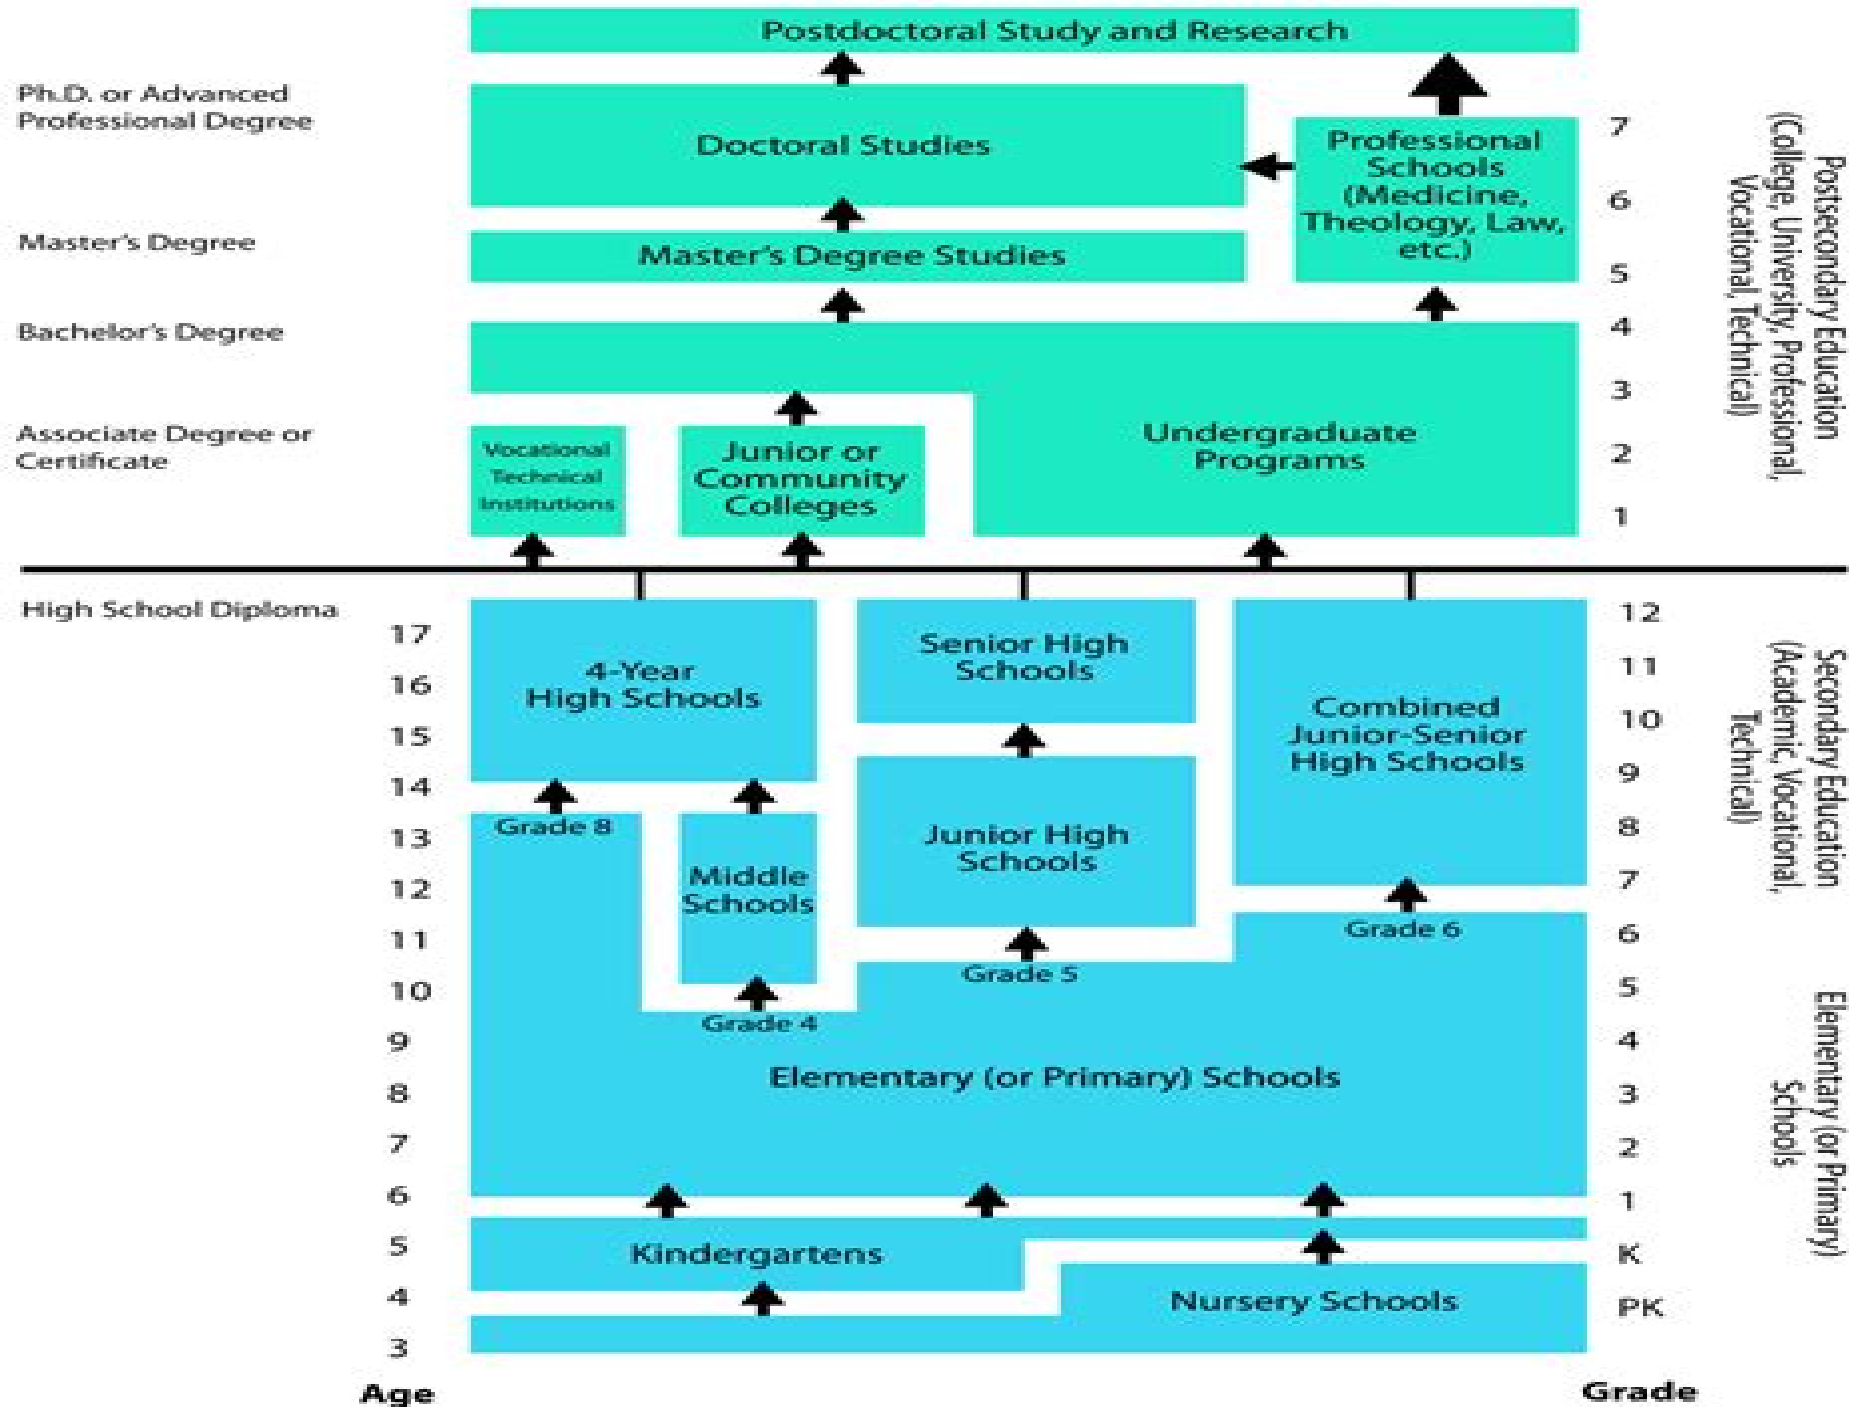 Postdoctoral Study and Research
Ph.D. or Advanced
Professional Degree
Doctoral Studies
Professional
Schools
(Medicine,
Theology, Law,
etc.)
7
6
5
Master's Degree
Master's Degree Studies
Bachelor's Degree
4
3
2
1
Associate Degree or
Certificate
Vocational
Technical
Institutions
Junior or
Community
Colleges
Undergraduate
Programs
Postsecondary Education
(College, University, Professional,
Vocational, Technical)
High School Diploma
17
16
15
14
13
12
11
10
9
8
7
6
5
4
3
Age
4-Year
High Schools
Senior High
Schools
Combined
Junior-Senior
High Schools
Grade 8
Middle
Schools
Junior High
Schools
Grade 6
Grade 5
Grade 4
Elementary (or Primary) Schools
Kindergartens
Nursery Schools
12
11
10
9
8
7
6
5
4
3
2
1
K
PK
Grade
Secondary Education
(Academic, Vocational,
Technical)
Elementary (or Primary)
Schools